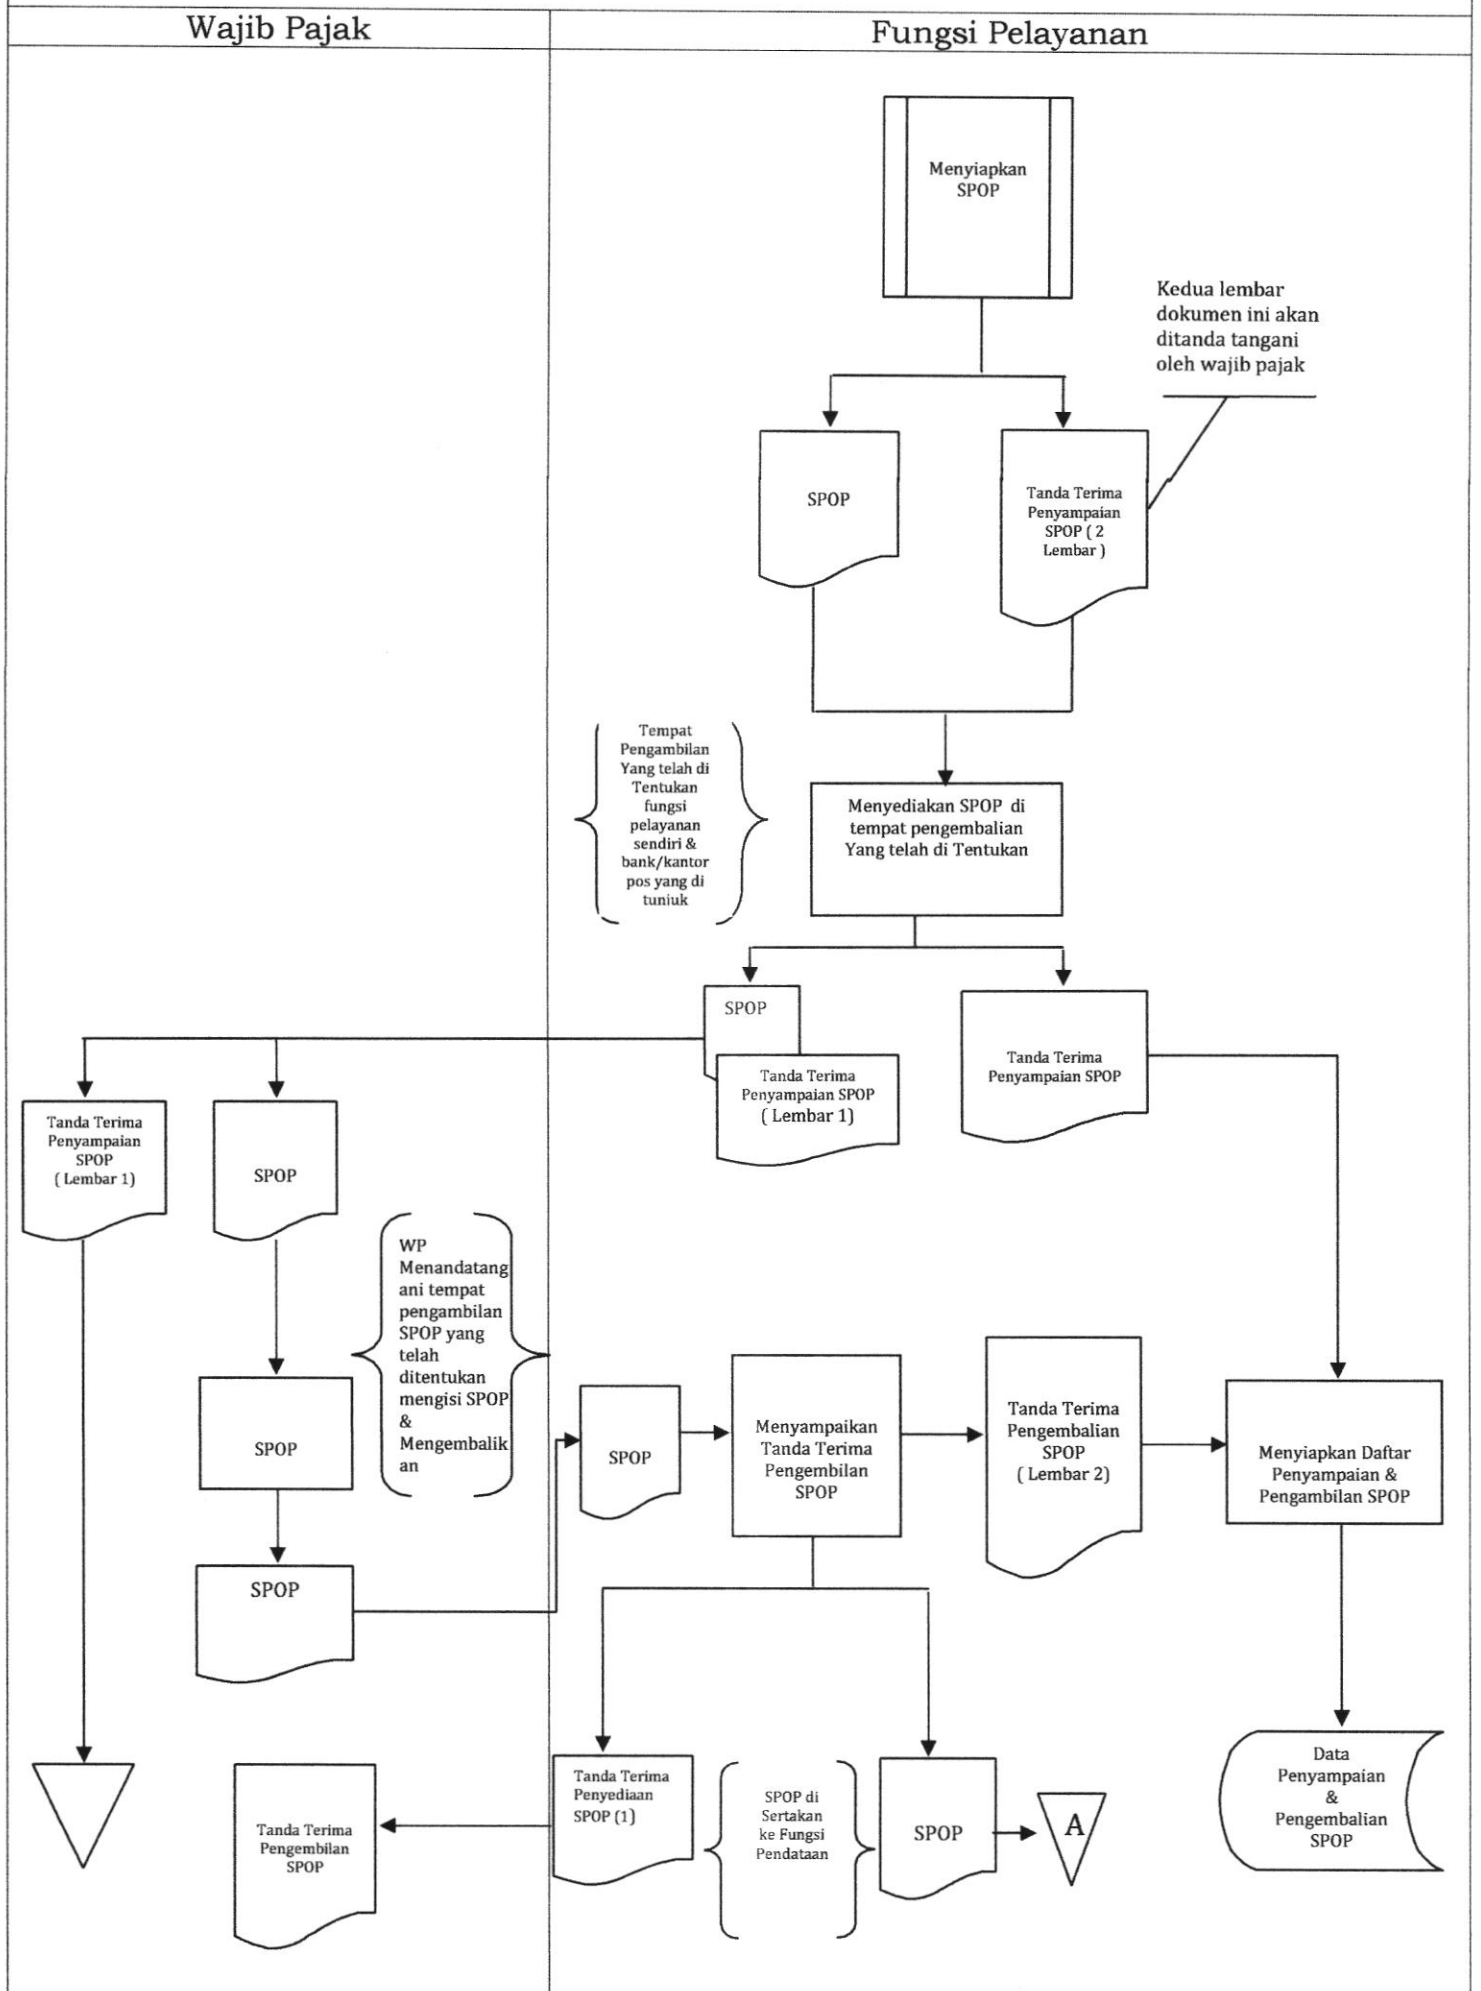 Wajib Pajak
Fungsi Pelayanan
Menyiapkan
SPOP
Kedua lembar
dokumen ini akan
ditanda tangani
oleh wajib pajak
SPOP
Tanda Terima
Penyampaian
SPOP ( 2
Lembar )
Tempat
Pengambilan
Yang telah di
Tentukan
fungsi
pelayanan
sendiri &
bank/kantor
pos yang di
tuniuk
Menyediakan SPOP di
tempat pengembalian
Yang telah di Tentukan
SPOP
Tanda Terima
Penyampaian SPOP
( Lembar 1)
Tanda Terima
Penyampaian SPOP
Tanda Terima
Penyampaian
SPOP
( Lembar 1)
SPOP
WP
Menandatang
ani tempat
pengambilan
SPOP yang
telah
ditentukan
mengisi SPOP
&
Mengembalik
an
SPOP
SPOP
SPOP
Menyampaikan
Tanda Terima
Pengembilan
SPOP
Tanda Terima
Pengembalian
SPOP
( Lembar 2)
Menyiapkan Daftar
Penyampaian &
Pengambilan SPOP
Tanda Terima
Pengembilan
SPOP
Tanda Terima
Penyediaan
SPOP (1)
SPOP di
Sertakan
ke Fungsi
Pendataan
SPOP
A
Data
Penyampaian
&
Pengembalian
SPOP